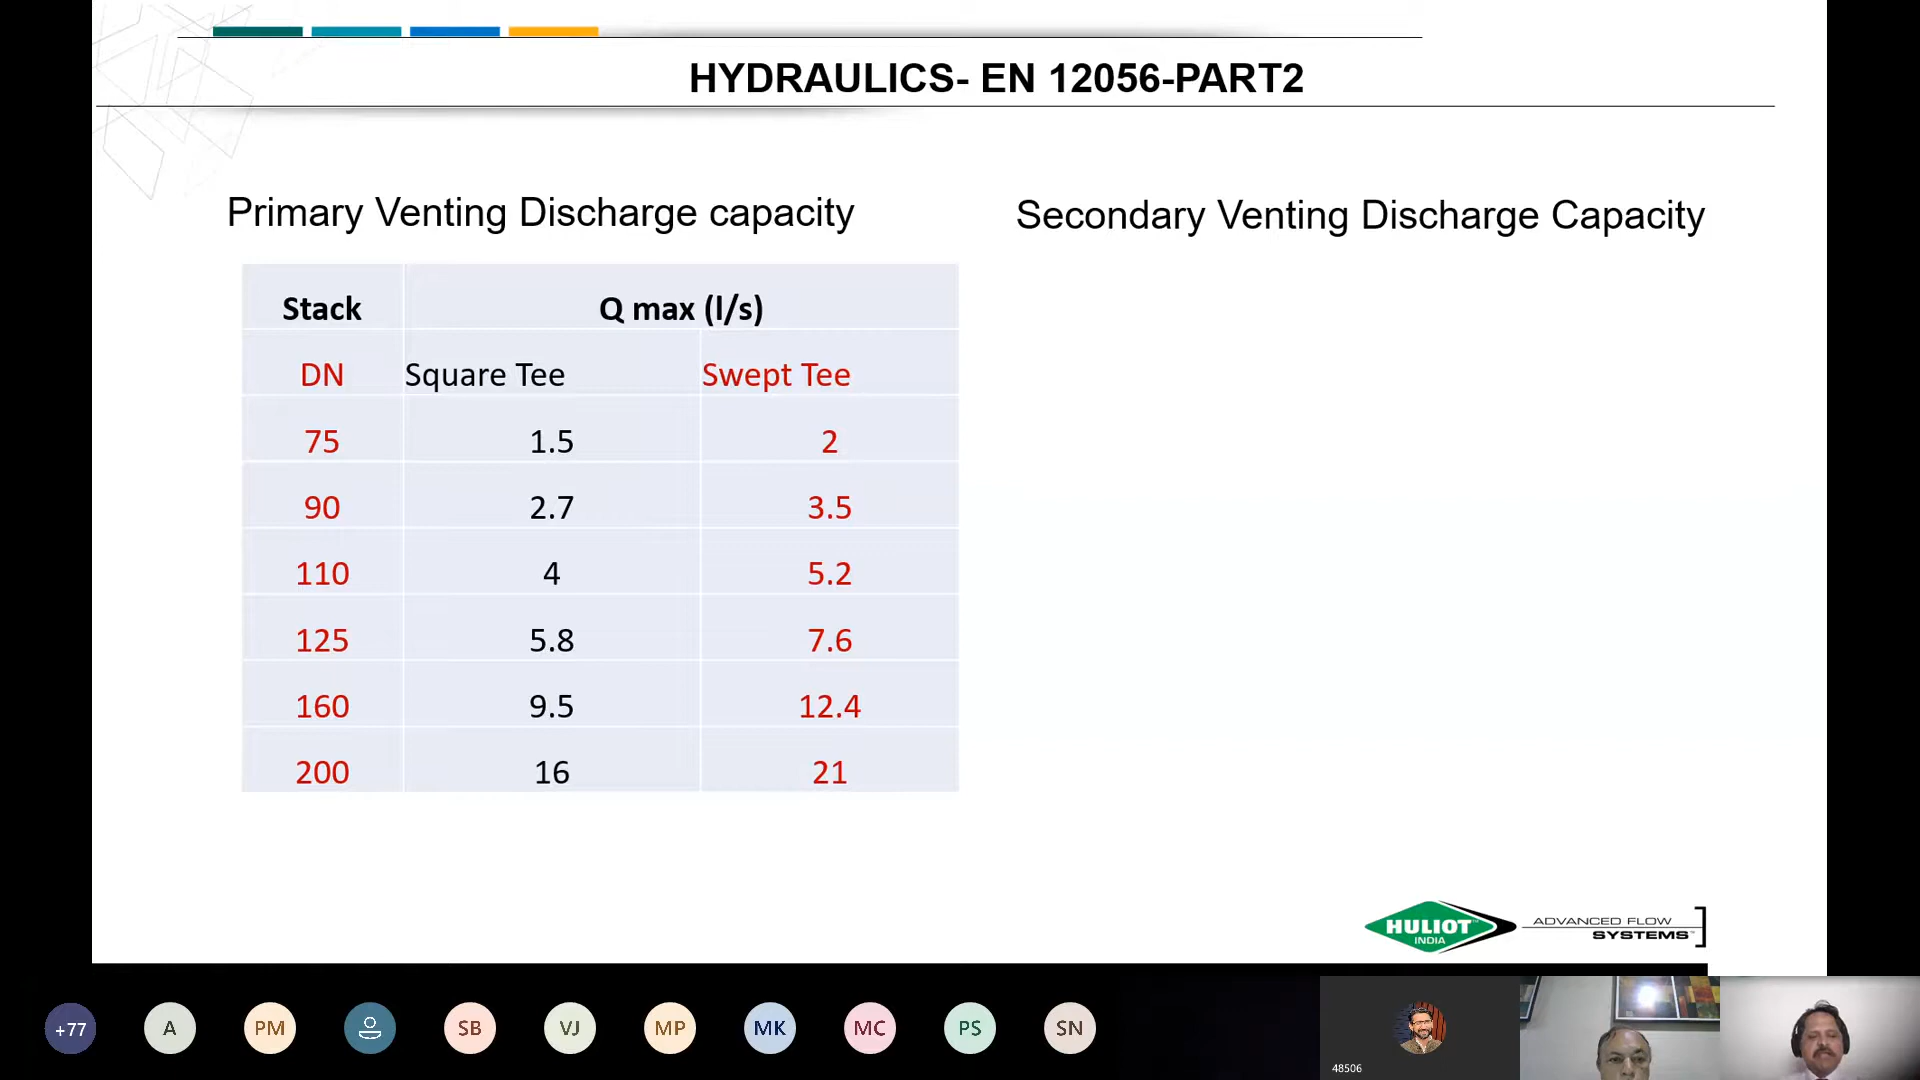 HYDRAULICS- EN 12056-PART2
Primary Venting Discharge capacity
Secondary Venting Discharge Capacity
Stack Q max (l/s)
DN Square Tee Swept Tee
75 1.5 2
90 2.7 3.5
110 4 5.2
125 5.8 7.6
160 9.5 12.4
200 16 21
HULIOT™
INDIA
ADVANCED FLOW
SYSTEMS™
+77 A PM SB VJ MP MK MC PS SN
48506